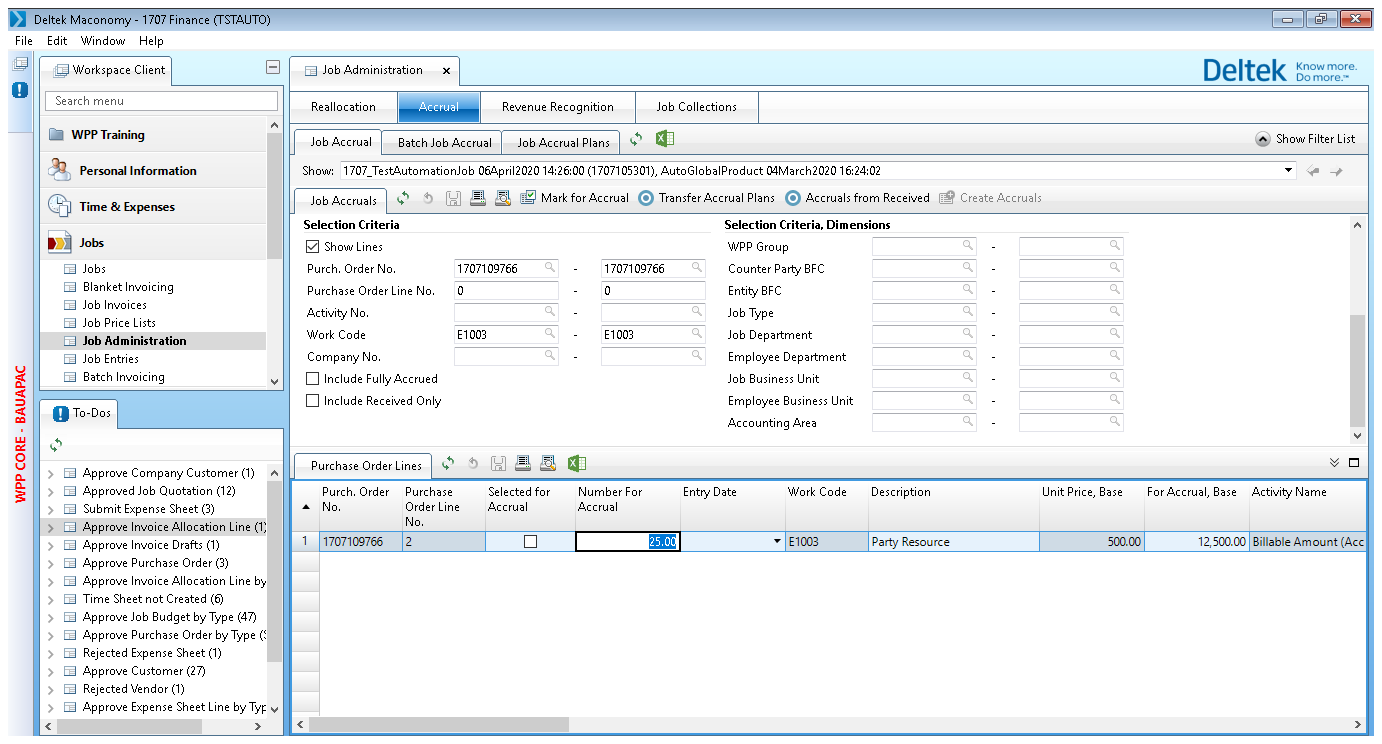 Deltek Maconomy - 1707 Finance (TSTAUTO)
File Edit Window Help
WPP CORE - BAUAPAC
Workspace Client
Search menu
WPP Training
Personal Information
Time & Expenses
Jobs
Jobs
Blanket Invoicing
Job Invoices
Job Price Lists
Job Administration
Job Entries
Batch Invoicing
To-Dos
Approve Company Customer (1)
Approved Job Quotation (12)
Submit Expense Sheet (3)
Approve Invoice Allocation Line (1)
Approve Invoice Drafts (1)
Approve Purchase Order (3)
Approve Invoice Allocation Line by
Time Sheet not Created (6)
Approve Job Budget by Type (47)
Approve Purchase Order by Type (
Rejected Expense Sheet (1)
Approve Customer (27)
Rejected Vendor (1)
Approve Expense Sheet Line by Typ
Job Administration
Deltek Know more.
Do more.™
Reallocation Accrual Revenue Recognition Job Collections
Job Accrual Batch Job Accrual Job Accrual Plans Show Filter List
Show: 1707_TestAutomationJob 06April2020 14:26:00 (1707105301), AutoGlobalProduct 04March2020 16:24:02
Job Accruals Mark for Accrual Transfer Accrual Plans Accruals from Received Create Accruals
Selection Criteria
Show Lines
Purch. Order No. 1707109766 - 1707109766
Purchase Order Line No. 0 - 0
Activity No. -
Work Code E1003 - E1003
Company No. -
Include Fully Accrued
Include Received Only
Selection Criteria, Dimensions
WPP Group -
Counter Party BFC -
Entity BFC -
Job Type -
Job Department -
Employee Department -
Job Business Unit -
Employee Business Unit -
Accounting Area -
Purchase Order Lines
Purch. Order Purchase Selected for Number For Entry Date Work Code Description Unit Price, Base For Accrual, Base Activity Name
No. Order Line Accrual Accrual
No.
1 1707109766 2 25.00 E1003 Party Resource 500.00 12,500.00 Billable Amount (Acc